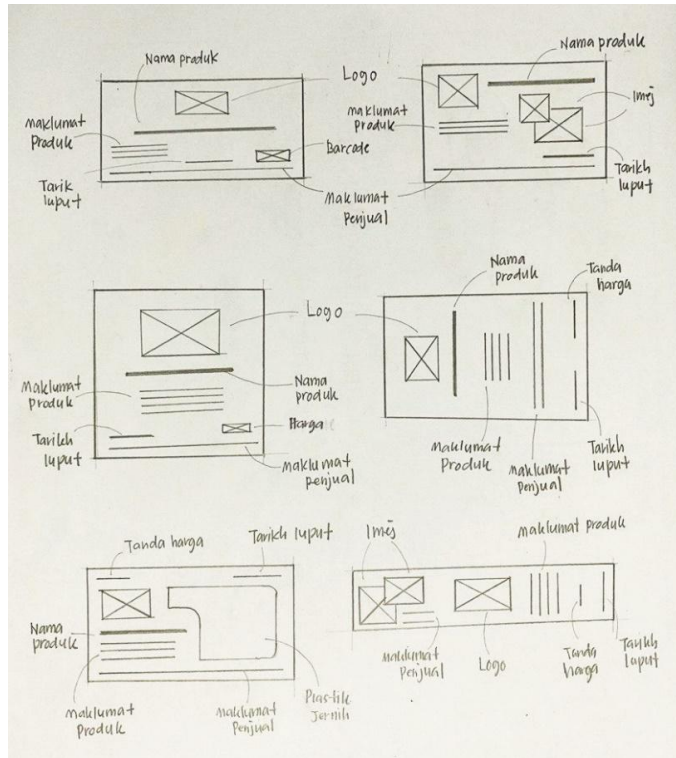 Nama produk
Logo
Maklumat
Produk
Barcode
Tarik
luput
Maklumat
Penjual
Nama produk
maklumat
Produk
Imej
Tarikh
luput
Logo
Maklumat
Produk
Nama
produk
Harga
Tarikh
luput
Maklumat
Penjual
Nama
produk
Tanda
harga
Maklumat
Produk
Maklumat
Penjual
Tarikh
luput
Tanda harga
Tarikh luput
Nama
produk
Maklumat
Produk
Maklumat
Penjual
Plastik
Jernih
Imej
Maklumat produk
Maklumat
Penjual
Logo
Tanda
harga
Tarikh
luput